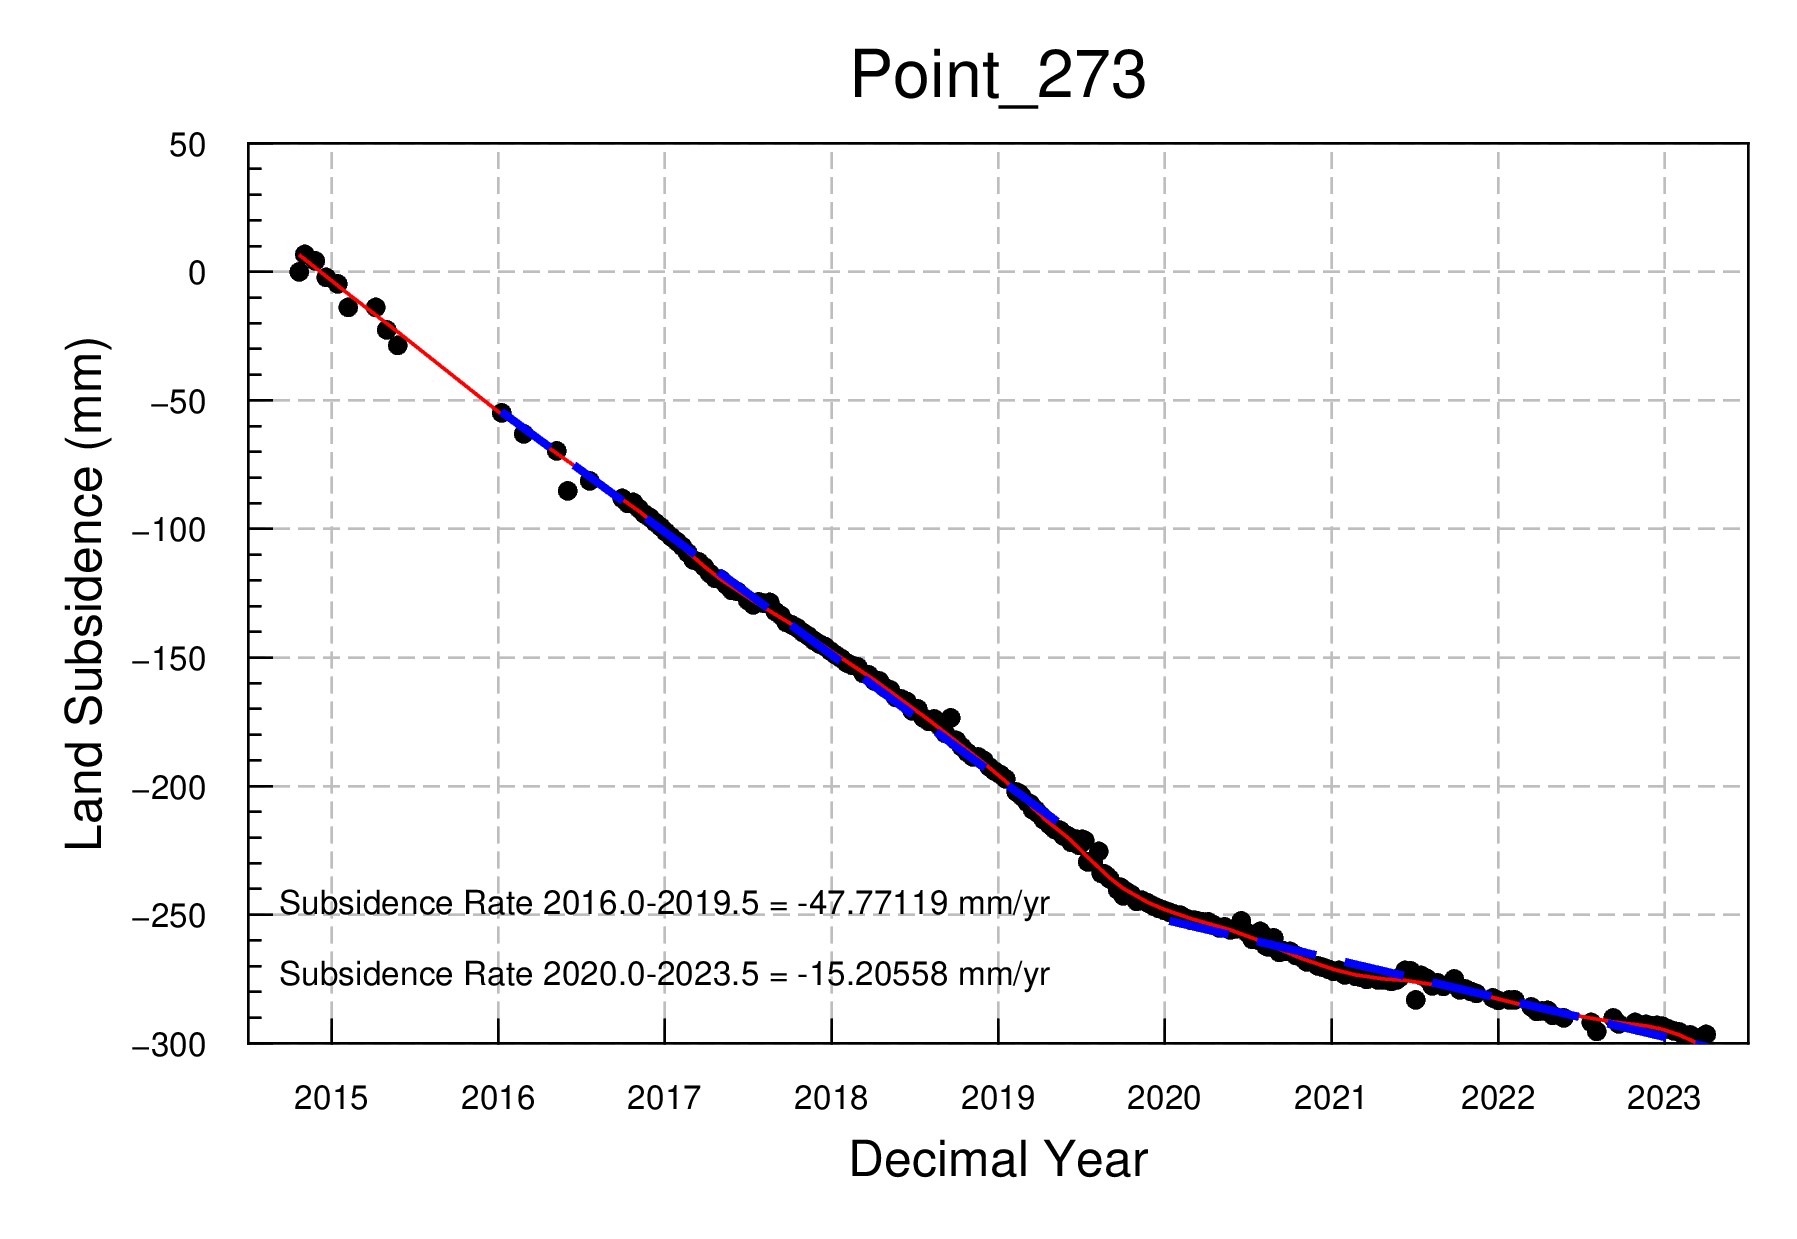 Point_273
50
0
−50
−100
−150
−200
−250
−300
Land Subsidence (mm)
Subsidence Rate 2016.0-2019.5 = -47.77119 mm/yr
Subsidence Rate 2020.0-2023.5 = -15.20558 mm/yr
2015 2016 2017 2018 2019 2020 2021 2022 2023
Decimal Year